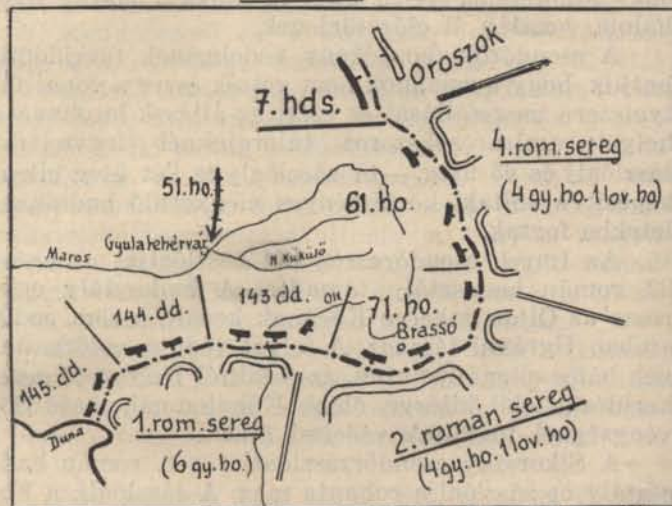 Oroszok
7. hds.
4. rom. sereg
(4 gy. ho. 1 lov. ho)
51. ho.
61. ho
Gyulafehérvár
Maros
N. Küküllő
143. dd.
144. dd
Olt
71. ho.
Brassó
145. dd.
Duna
1. rom. sereg
(6 gy. ho.)
2. román sereg
(4 gy. ho. 1 lov. ho)